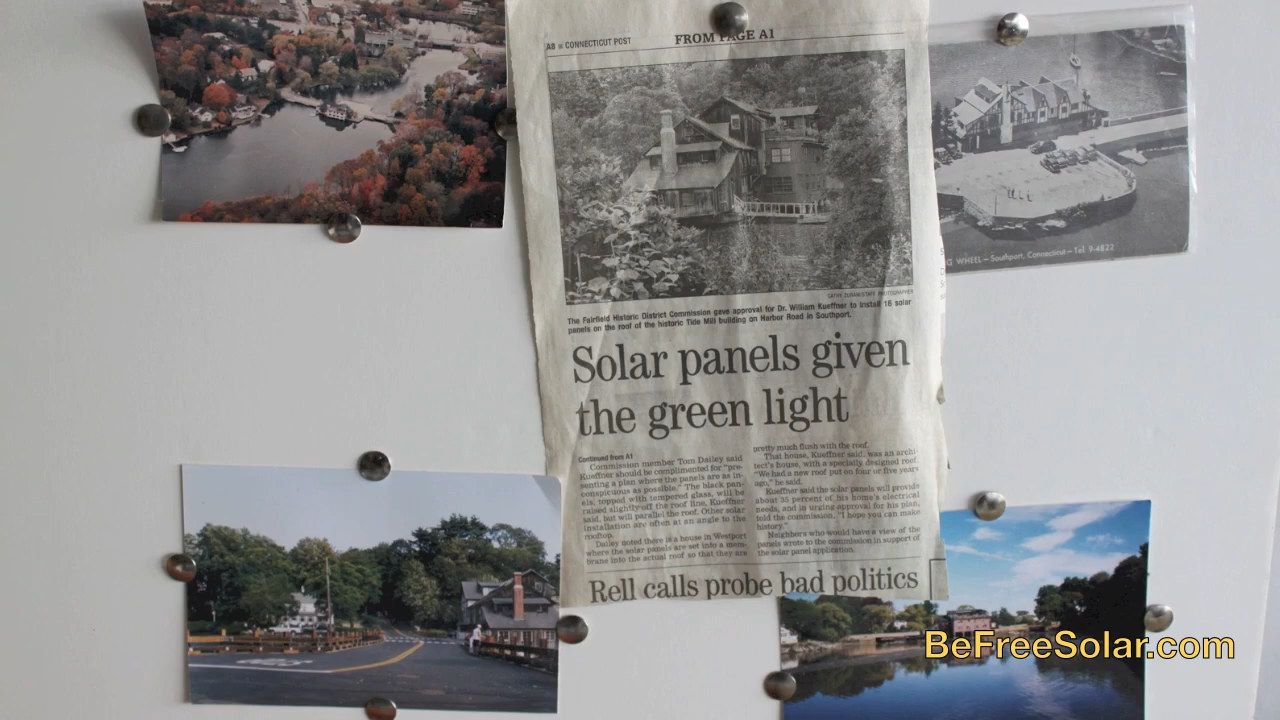 A8 ■ CONNECTICUT POST
FROM PAGE A1
CATHY ZURAW/STAFF PHOTOGRAPHER
The Fairfield Historic District Commission gave approval for Dr. William Kueffner to install 16 solar
panels on the roof of the historic Tide Mill building on Harbor Road in Southport.
Solar panels given
the green light
Continued from A1
Commission member Tom Dailey said
Kueffner should be complimented for "pre-
senting a plan where the panels are as in-
conspicuous as possible." The black pan-
els, topped with tempered glass, will be
raised slightly off the roof line, Kueffner
said, but will parallel the roof. Other solar
installation are often at an angle to the
rooftop.
Dailey noted there is a house in Westport
where the solar panels are set into a mem-
brane into the actual roof so that they are
pretty much flush with the roof.
That house, Kueffner said, was an archi-
tect's house, with a specially designed roof.
"We had a new roof put on four or five years
ago," he said.
Kueffner said the solar panels will provide
about 35 percent of his home's electrical
needs, and in urging approval for his plan,
told the commission, "I hope you can make
history."
Neighbors who would have a view of the
panels wrote to the commission in support of
the solar panel application.
Rell calls probe bad politics
G WHEEL – Southport, Connecticut – Tel. 9-4822
BeFreeSolar.com